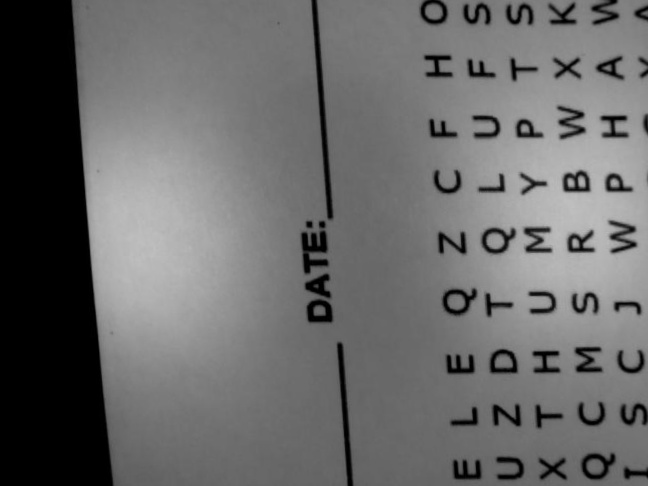 DATE:
E L E Q Z C F H O
U Z D T Q L U F S
X T H U M Y P T S
Q C M S R B W X K
I S C J W P H A W